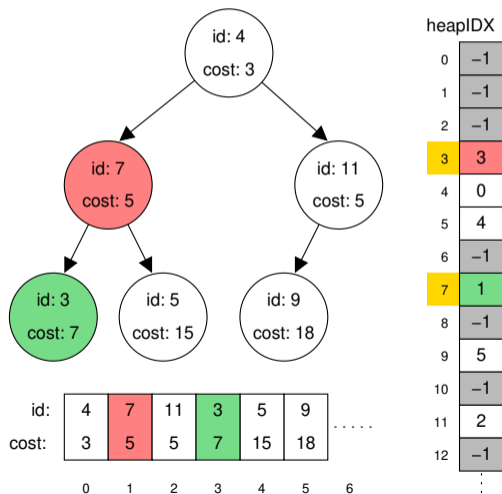 id: 4
cost: 3
id: 7
cost: 5
id: 11
cost: 5
id: 3
cost: 7
id: 5
cost: 15
id: 9
cost: 18
id: 4 7 11 3 5 9
cost: 3 5 5 7 15 18
0 1 2 3 4 5 6
heapIDX
0 −1
1 −1
2 −1
3 3
4 0
5 4
6 −1
7 1
8 −1
9 5
10 −1
11 2
12 −1